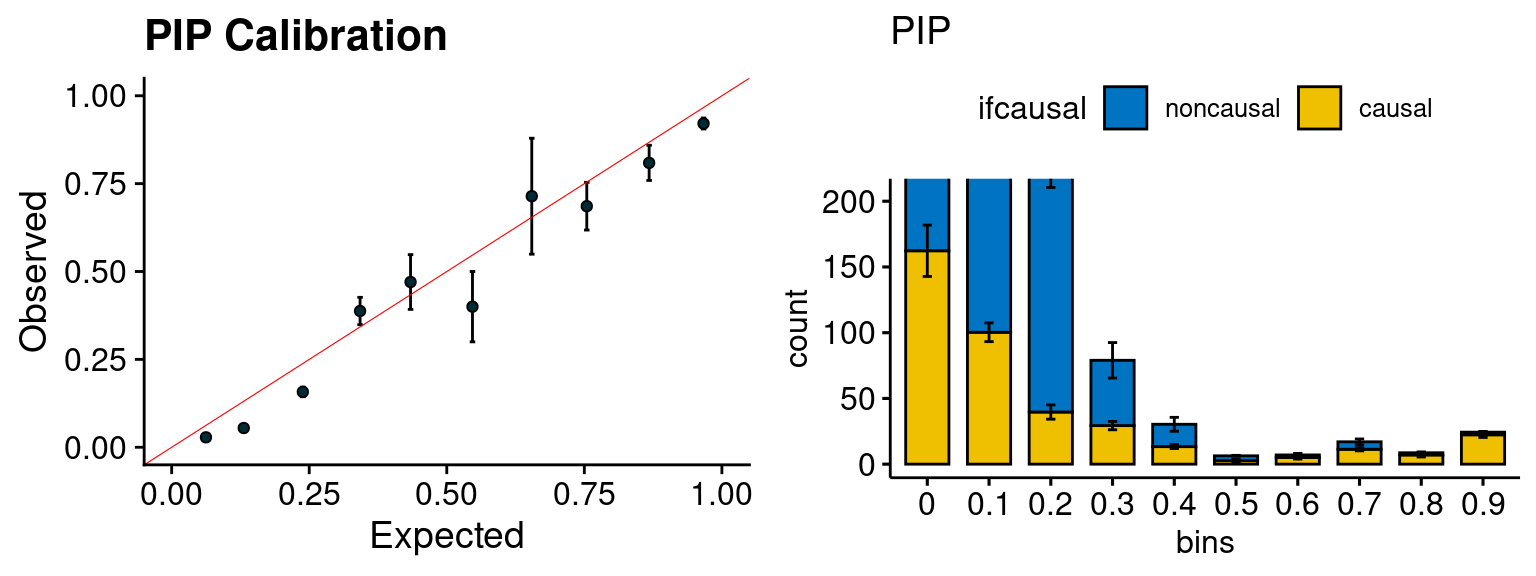 PIP Calibration
Observed
1.00
0.75
0.50
0.25
0.00
0.00 0.25 0.50 0.75 1.00
Expected
PIP
ifcausal noncausal causal
count
200
150
100
50
0
0 0.1 0.2 0.3 0.4 0.5 0.6 0.7 0.8 0.9
bins